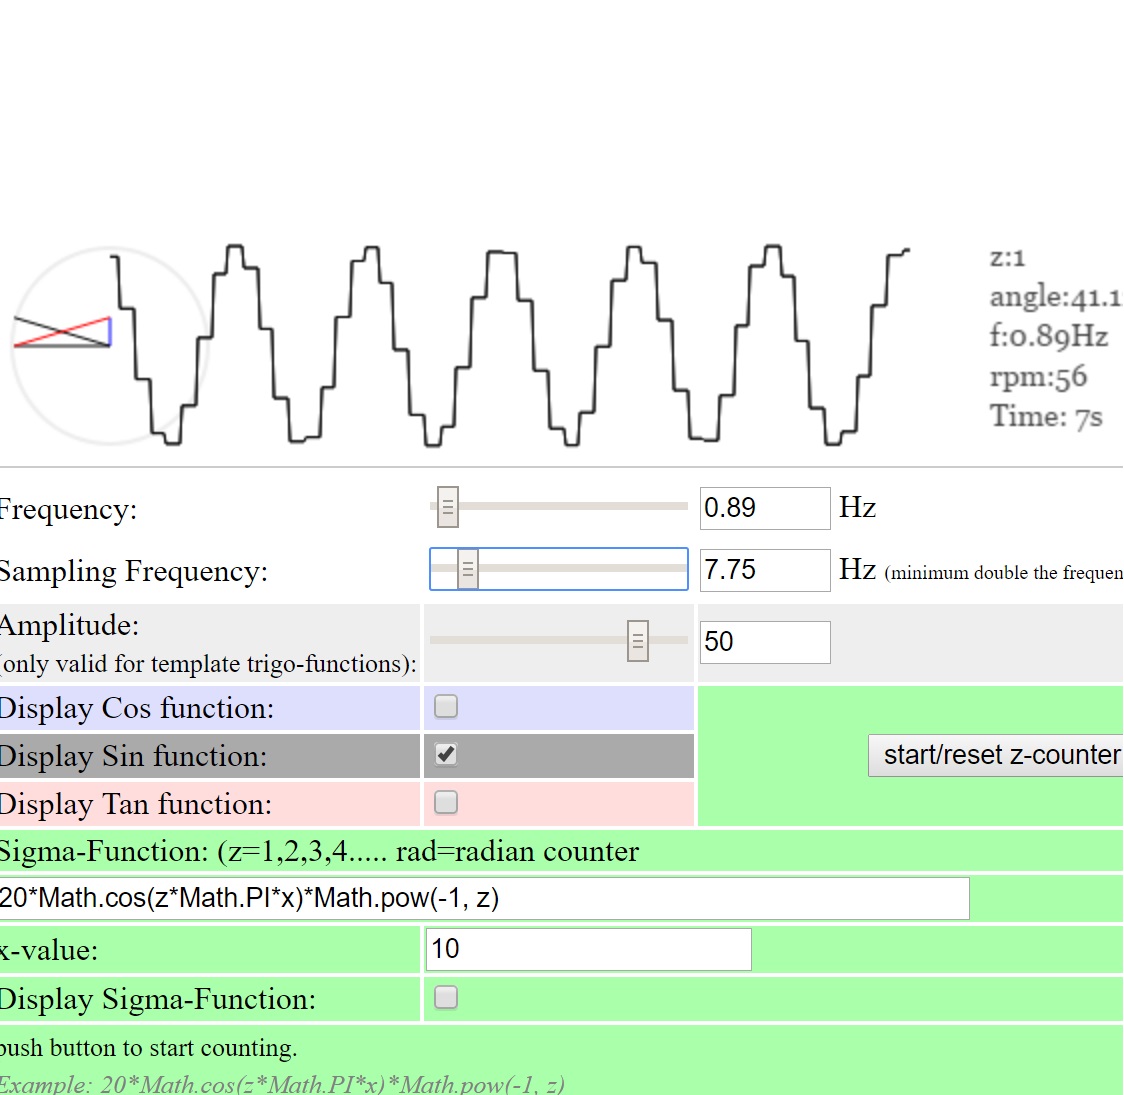 z:1
angle:41.1
f:0.89Hz
rpm:56
Time: 7s
Frequency: 0.89 Hz
Sampling Frequency: 7.75 Hz (minimum double the frequen
Amplitude:
(only valid for template trigo-functions): 50
Display Cos function:
Display Sin function: start/reset z-counter
Display Tan function:
Sigma-Function: (z=1,2,3,4..... rad=radian counter
20*Math.cos(z*Math.PI*x)*Math.pow(-1, z)
x-value: 10
Display Sigma-Function:
push button to start counting.
Example: 20*Math.cos(z*Math.PI*x)*Math.pow(-1, z)